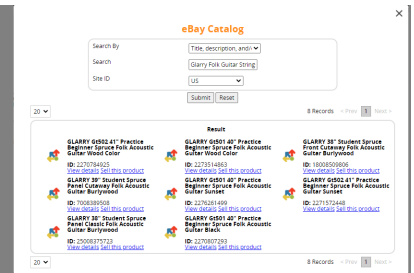 ×
eBay Catalog
Search By
Title, description, and/
Search
Glarry Folk Guitar String
Site ID
US
Submit Reset
20
8 Records < Prev 1 Next >
Result
GLARRY Gt502 41" Practice
Beginner Spruce Folk Acoustic
Guitar Wood Color
ID: 2270784925
View details Sell this product
GLARRY Gt501 40" Practice
Beginner Spruce Folk Acoustic
Guitar Wood Color
ID: 2273514863
View details Sell this product
GLARRY 38" Student Spruce
Front Cutaway Folk Acoustic
Guitar Burlywood
ID: 18008509806
View details Sell this product
GLARRY 39" Student Spruce
Panel Cutaway Folk Acoustic
Guitar Burlywood
ID: 7008389508
View details Sell this product
GLARRY Gt501 40" Practice
Beginner Spruce Folk Acoustic
Guitar Sunset
ID: 2276261499
View details Sell this product
GLARRY Gt502 41" Practice
Beginner Spruce Folk Acoustic
Guitar Sunset
ID: 2271572448
View details Sell this product
GLARRY 38" Student Spruce
Panel Classic Folk Acoustic
Guitar Burlywood
ID: 25008375723
View details Sell this product
GLARRY Gt501 40" Practice
Beginner Spruce Folk Acoustic
Guitar Black
ID: 2270807293
View details Sell this product
20
8 Records < Prev 1 Next >